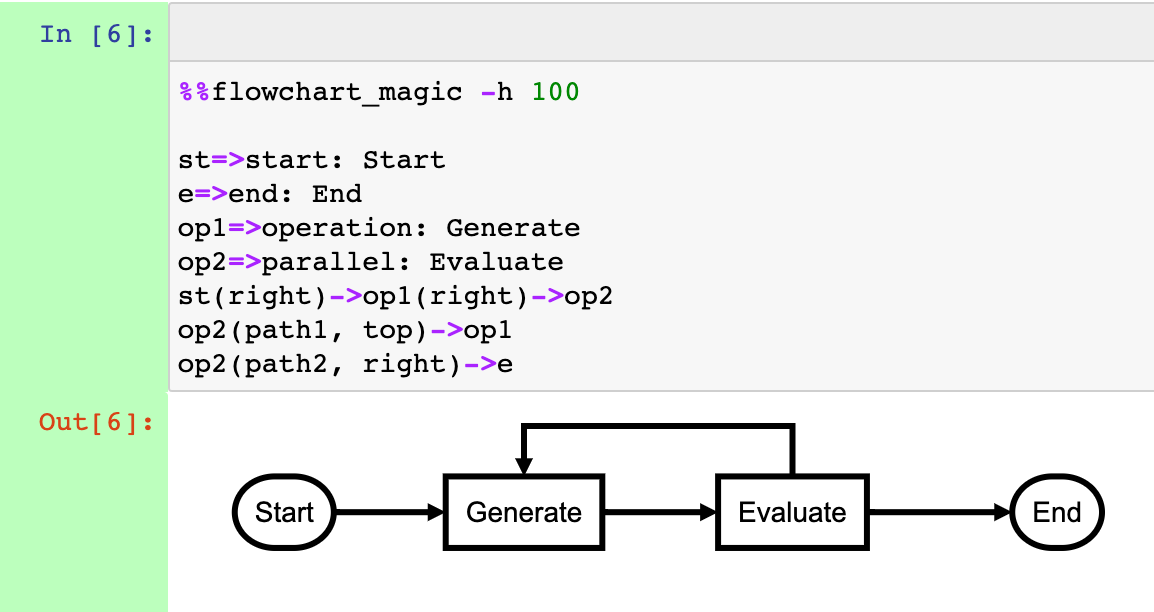 In [6]:
%%flowchart_magic -h 100
st=>start: Start
e=>end: End
op1=>operation: Generate
op2=>parallel: Evaluate
st(right)->op1(right)->op2
op2(path1, top)->op1
op2(path2, right)->e
Out[6]:
Start
Generate
Evaluate
End